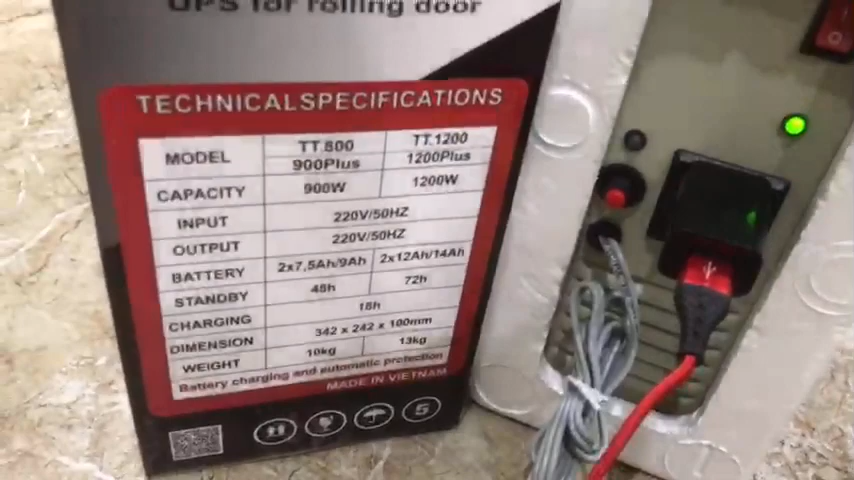 UPS for rolling door
TECHNICALSPECIFICATIONS
MODEL TT.800 TT.1200
900Plus 1200Plus
CAPACITY 900W 1200W
INPUT 220V/50HZ
OUTPUT 220V/50HZ
BATTERY 2x7,5Ah/9Ah 2x12Ah/14Ah
STANDBY 48h 72h
CHARGING 18h
DIMENSION 342 x 242 x 100mm
WEIGHT 10kg 13kg
Battery charging and automatic protection
MADE IN VIETNAM
5